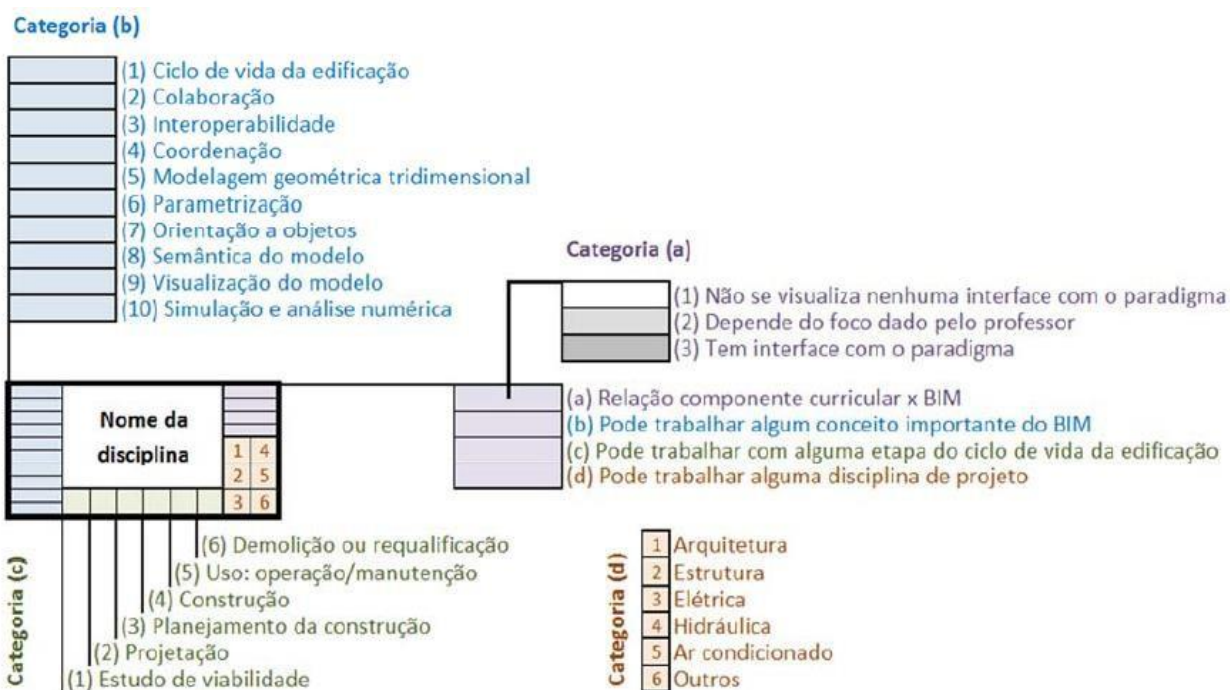 Categoria (b)
(1) Ciclo de vida da edificação
(2) Colaboração
(3) Interoperabilidade
(4) Coordenação
(5) Modelagem geométrica tridimensional
(6) Parametrização
(7) Orientação a objetos
(8) Semântica do modelo
(9) Visualização do modelo
(10) Simulação e análise numérica
Categoria (a)
(1) Não se visualiza nenhuma interface com o paradigma
(2) Depende do foco dado pelo professor
(3) Tem interface com o paradigma
Nome da
disciplina
1 4
2 5
3 6
(a) Relação componente curricular x BIM
(b) Pode trabalhar algum conceito importante do BIM
(c) Pode trabalhar com alguma etapa do ciclo de vida da edificação
(d) Pode trabalhar alguma disciplina de projeto
Categoria (c)
(6) Demolição ou requalificação
(5) Uso: operação/manutenção
(4) Construção
(3) Planejamento da construção
(2) Projetação
(1) Estudo de viabilidade
Categoria (d)
1 Arquitetura
2 Estrutura
3 Elétrica
4 Hidráulica
5 Ar condicionado
6 Outros